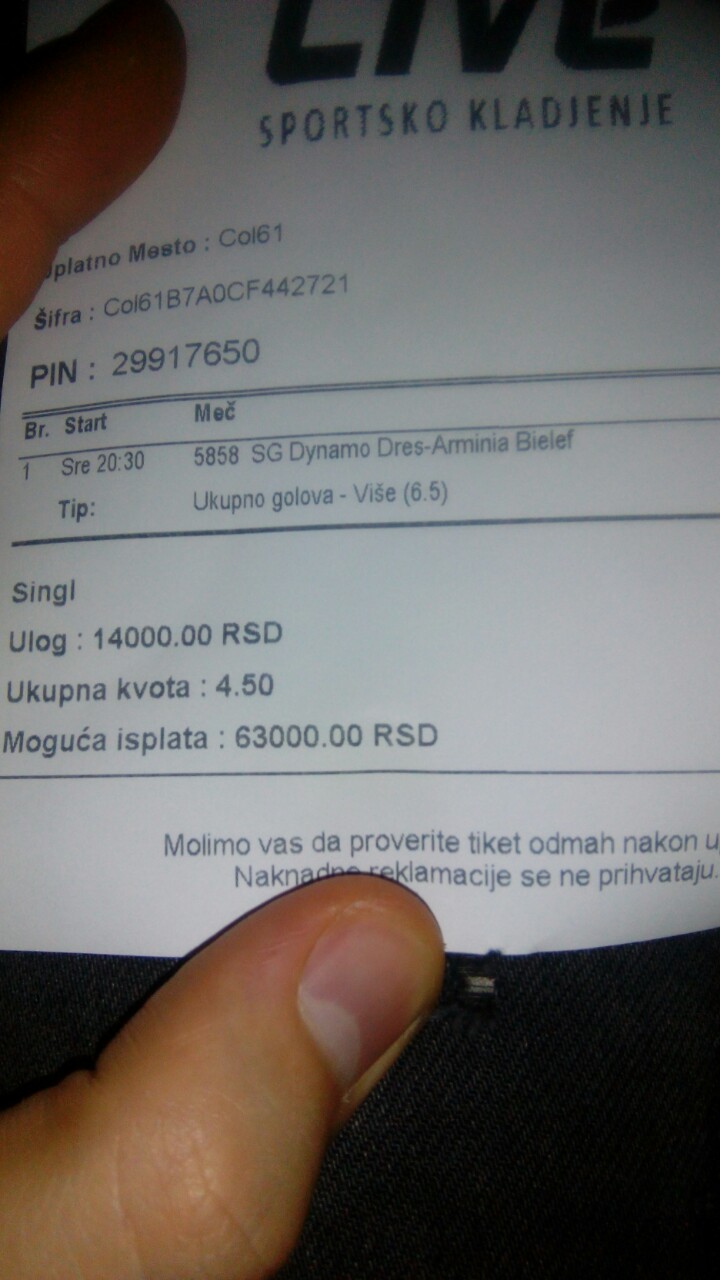 LIVE
SPORTSKO KLADJENJE
Mesto : Col61
Šifra : Col61B7A0CF442721
PIN : 29917650
Br. Start Meč
1 Sre 20:30 5858 SG Dynamo Dres-Arminia Bielef
Tip: Ukupno golova - Više (6.5)
Singl
Ulog : 14000.00 RSD
Ukupna kvota : 4.50
Moguća isplata : 63000.00 RSD
Molimo vas da proverite tiket odmah nakon
Naknadne reklamacije se ne prihvataju.